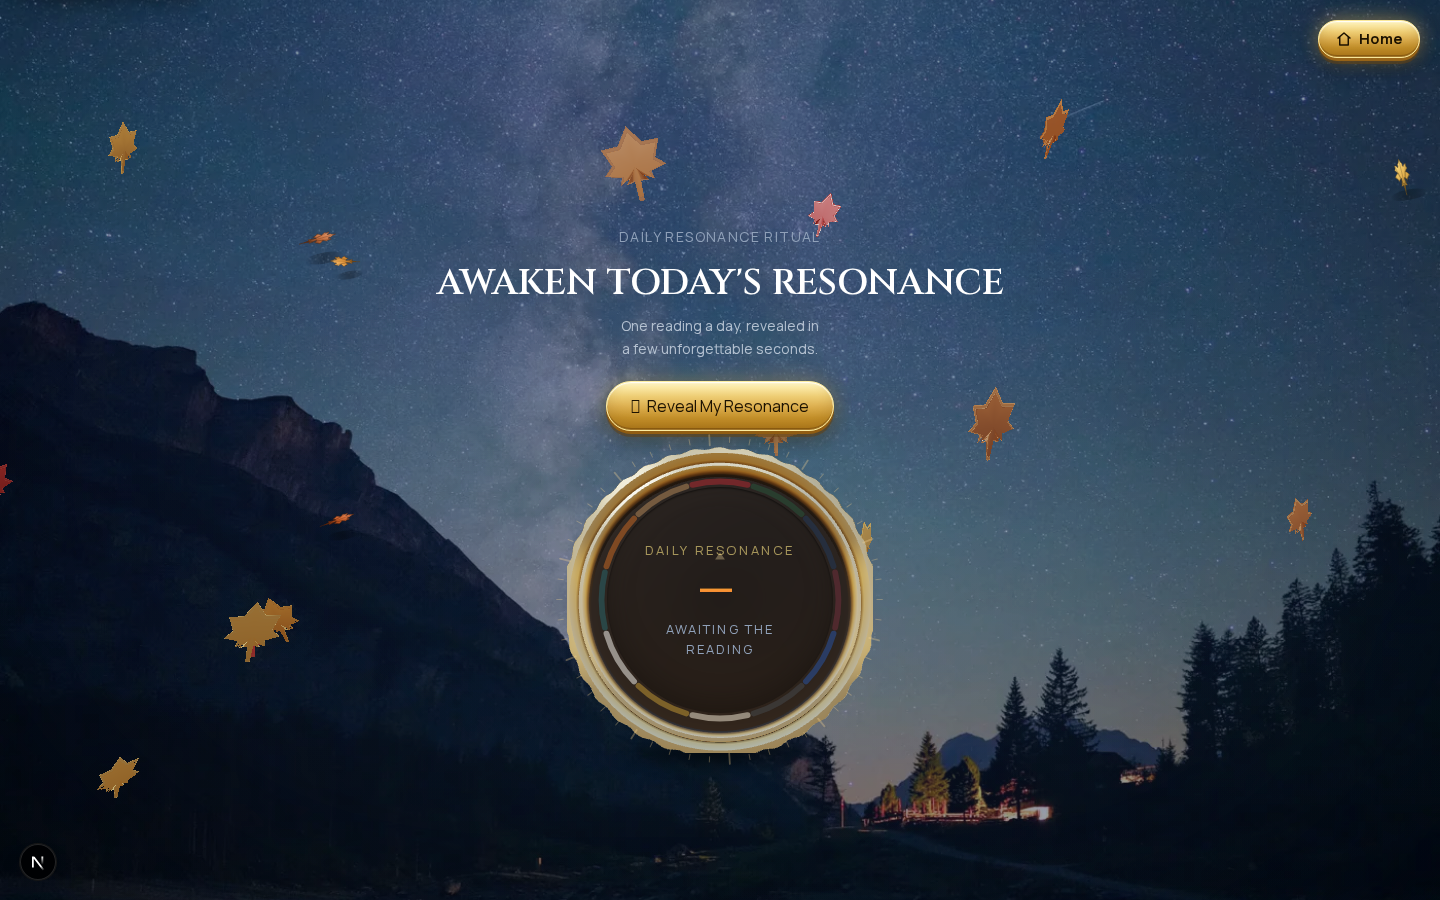 Home
DAILY RESONANCE RITUAL
AWAKEN TODAY'S RESONANCE
One reading a day, revealed in
a few unforgettable seconds.
Reveal My Resonance
DAILY RESONANCE
—
AWAITING THE
READING
N